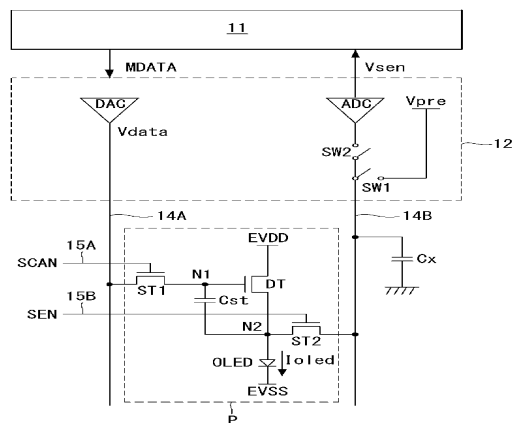 11
MDATA
Vsen
DAC
ADC
Vpre
Vdata
SW2
12
SW1
14A
14B
15A
EVDD
SCAN
N1
DT
Cx
ST1
Cst
15B
SEN
N2
ST2
OLED
Ioled
EVSS
P